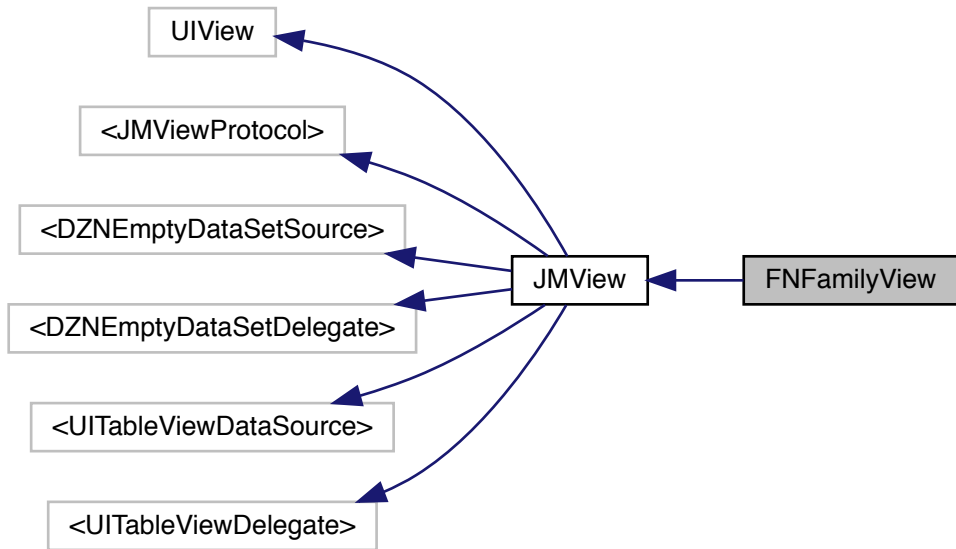 UIView
<JMViewProtocol>
<DZNEmptyDataSetSource>
JMView
FNFamilyView
<DZNEmptyDataSetDelegate>
<UITableViewDataSource>
<UITableViewDelegate>